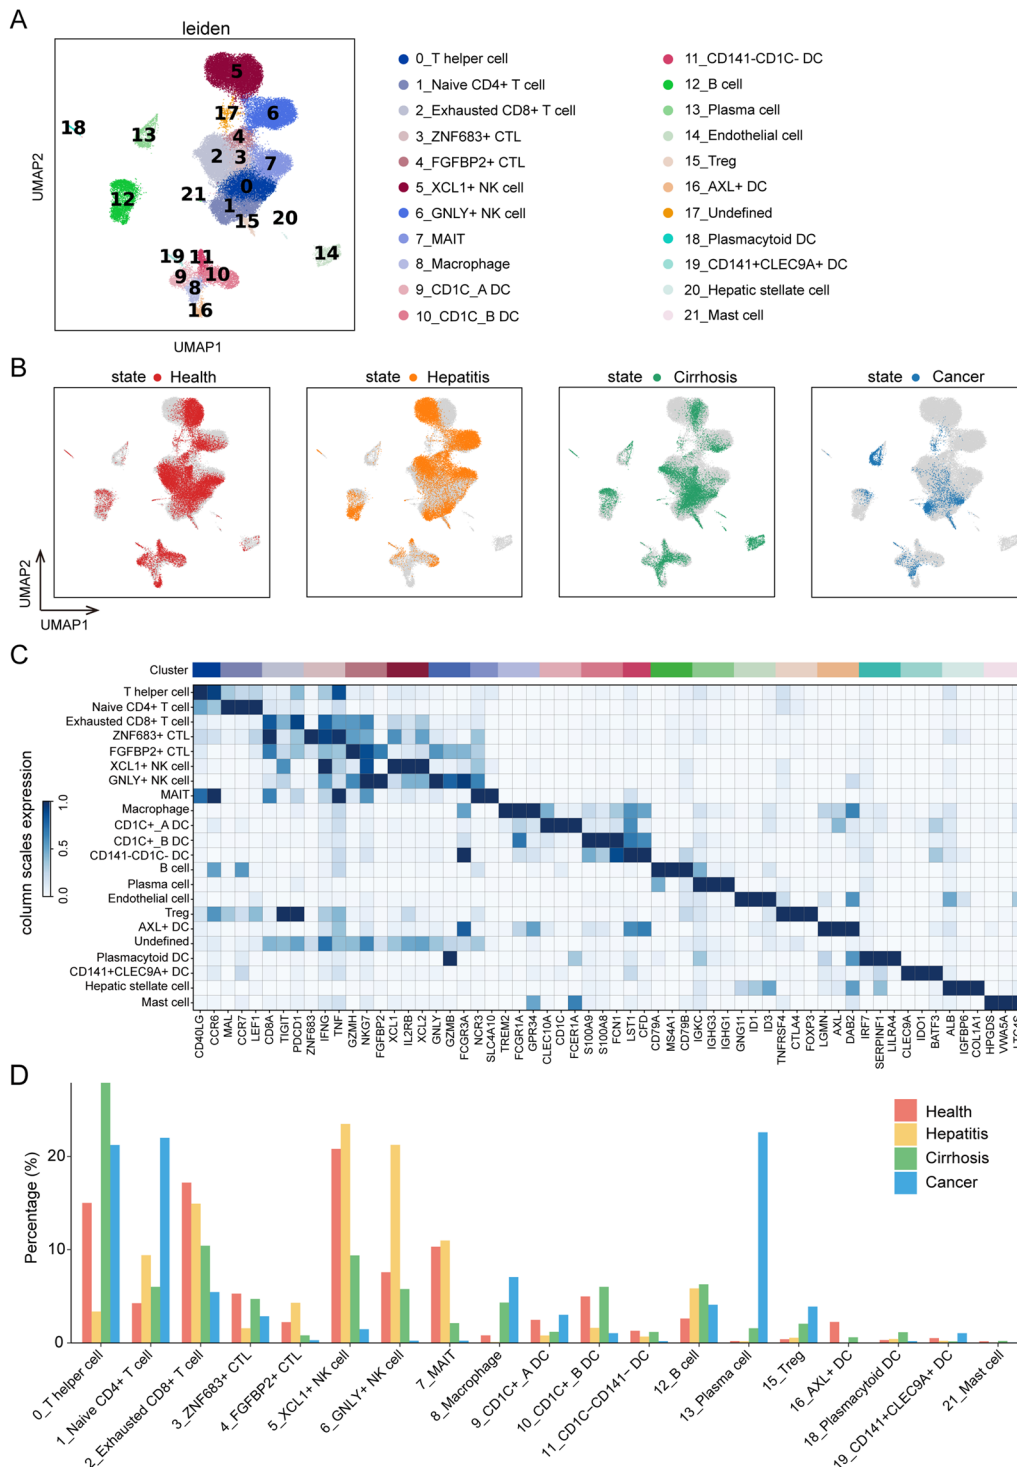 A
leiden
UMAP2
UMAP1
5
17
6
18
13
4
2
3
7
0
12
21
1
15
20
14
19
11
9
10
8
16
0_T helper cell
1_Naive CD4+ T cell
2_Exhausted CD8+ T cell
3_ZNF683+ CTL
4_FGFBP2+ CTL
5_XCL1+ NK cell
6_GNLY+ NK cell
7_MAIT
8_Macrophage
9_CD1C_A DC
10_CD1C_B DC
11_CD141-CD1C- DC
12_B cell
13_Plasma cell
14_Endothelial cell
15_Treg
16_AXL+ DC
17_Undefined
18_Plasmacytoid DC
19_CD141+CLEC9A+ DC
20_Hepatic stellate cell
21_Mast cell
B
state Health
state Hepatitis
state Cirrhosis
state Cancer
UMAP2
UMAP1
C
Cluster
T helper cell
Naive CD4+ T cell
Exhausted CD8+ T cell
ZNF683+ CTL
FGFBP2+ CTL
XCL1+ NK cell
GNLY+ NK cell
MAIT
Macrophage
CD1C+_A DC
CD1C+_B DC
CD141-CD1C- DC
B cell
Plasma cell
Endothelial cell
Treg
AXL+ DC
Undefined
Plasmacytoid DC
CD141+CLEC9A+ DC
Hepatic stellate cell
Mast cell
column scales expression
1.0
0.5
0.0
CD40LG
CCR6
MAL
CCR7
LEF1
CD8A
TIGIT
PDCD1
ZNF683
IFNG
TNF
GZMH
NKG7
FGFBP2
XCL1
IL2RB
XCL2
GNLY
GZMB
FCGR3A
NCR3
SLC4A10
TREM2
FCGR1A
GPR34
CLEC10A
CD1C
FCER1A
S100A9
S100A8
FCN1
LST1
CFD
CD79A
MS4A1
CD79B
IGKC
IGHG3
IGHG1
GNG11
ID1
ID3
TNFRSF4
CTLA4
FOXP3
LGMN
AXL
DAB2
IRF7
SERPINF1
LILRA4
CLEC9A
IDO1
BATF3
ALB
IGFBP6
COL1A1
HPGDS
VWA5A
D
Percentage (%)
20
10
0
Health
Hepatitis
Cirrhosis
Cancer
0_T helper cell
1_Naive CD4+ T cell
2_Exhausted CD8+ T cell
3_ZNF683+ CTL
4_FGFBP2+ CTL
5_XCL1+ NK cell
6_GNLY+ NK cell
7_MAIT
8_Macrophage
9_CD1C+_A DC
10_CD1C+_B DC
11_CD1C−CD141− DC
12_B cell
13_Plasma cell
15_Treg
16_AXL+ DC
18_Plasmacytoid DC
19_CD141+CLEC9A+ DC
21_Mast cell